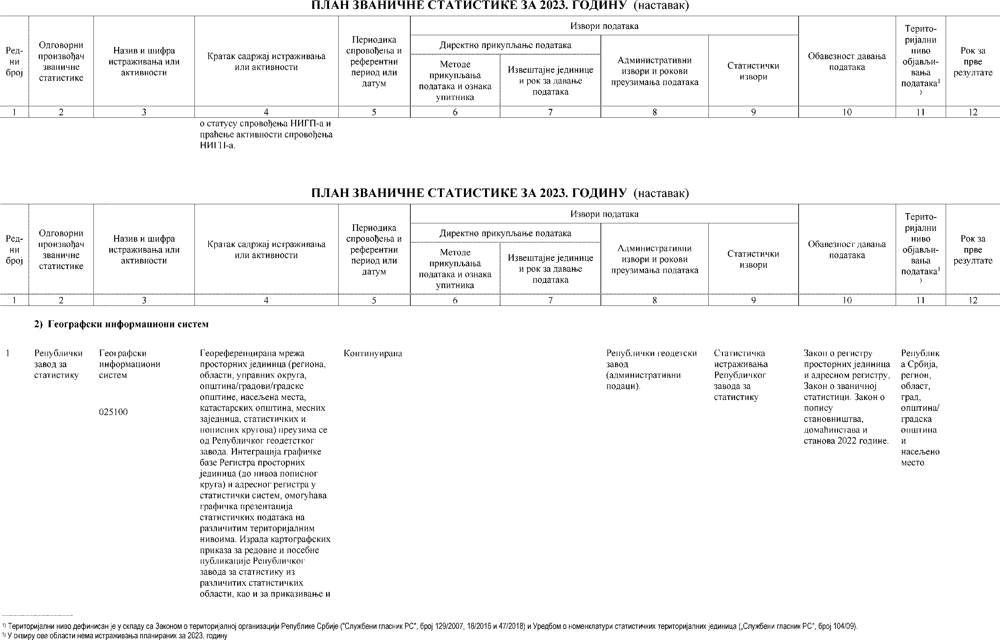 ПЛАН ЗВАНИЧНЕ СТАТИСТИКЕ ЗА 2023. ГОДИНУ (наставак)
Ред-
ни
број
Одговорни
произвођач
званичне
статистике
Назив и шифра
истраживања или
активности
Кратак садржај истраживања
или активности
Периодика
спровођења и
референтни
период или
датум
Извори података
Директно прикупљање података
Методе
прикупљања
података и ознака
упитника
Извештајне јединице
и рок за давање
података
Административни
извори и рокови
преузимања података
Статистички
извори
Обавезност давања
података
Терито-
ријални
ниво
објављи-
вања
података¹
)
Рок за
прве
резултате
1 2 3 4 5 6 7 8 9 10 11 12
о статусу спровођења НИГП-а и
праћење активности спровођења
НИГП-а.
ПЛАН ЗВАНИЧНЕ СТАТИСТИКЕ ЗА 2023. ГОДИНУ (наставак)
Ред-
ни
број
Одговорни
произвођач
званичне
статистике
Назив и шифра
истраживања или
активности
Кратак садржај истраживања
или активности
Периодика
спровођења и
референтни
период или
датум
Извори података
Директно прикупљање података
Методе
прикупљања
података и ознака
упитника
Извештајне јединице
и рок за давање
података
Административни
извори и рокови
преузимања података
Статистички
извори
Обавезност давања
података
Терито-
ријални
ниво
објављи-
вања
података¹
)
Рок за
прве
резултате
1 2 3 4 5 6 7 8 9 10 11 12
2) Географски информациони систем
1
Републички
завод за
статистику
Географски
информациони
систем
025100
Геореференцирана мрежа
просторних јединица (региона,
области, управних округа,
општина/градови/градске
општине, насељена места,
катастарских општина, месних
заједница, статистичких и
пописних кругова) преузима се
од Републичког геодетстког
завода. Интеграција графичке
базе Регистра просторних
јединица (до нивоа пописног
круга) и адресног регистра у
статистички систем, омогућава
графичка презентација
статистичких података на
различитим територијалним
нивоима. Израда картографских
приказа за редовне и посебне
публикације Републичког
завода за статистику из
различитих статистичких
области, као и за приказивање и
Континуирана
Републички геодетски
завод
(административни
подаци).
Статистичка
истраживања
Републичког
завода за
статистику
Закон о регистру
просторних јединица
и адресном регистру,
Закон о званичној
статистици. Закон о
попису
становништва,
домаћинстава и
станова 2022 године.
Републик
а Србија,
регион,
област,
град,
општина/
градска
општина
и
насељено
место
¹⁾ Територијални ниво дефинисан је у складу са Законом о територијалној организацији Републике Србије ("Службени гласник РС", број 129/2007, 18/2016 и 47/2018) и Уредбом о номенклатури статистичких територијалних јединица („Службени гласник РС", број 104/09).
³⁾ У оквиру ове области нема истраживања планираних за 2023. годину